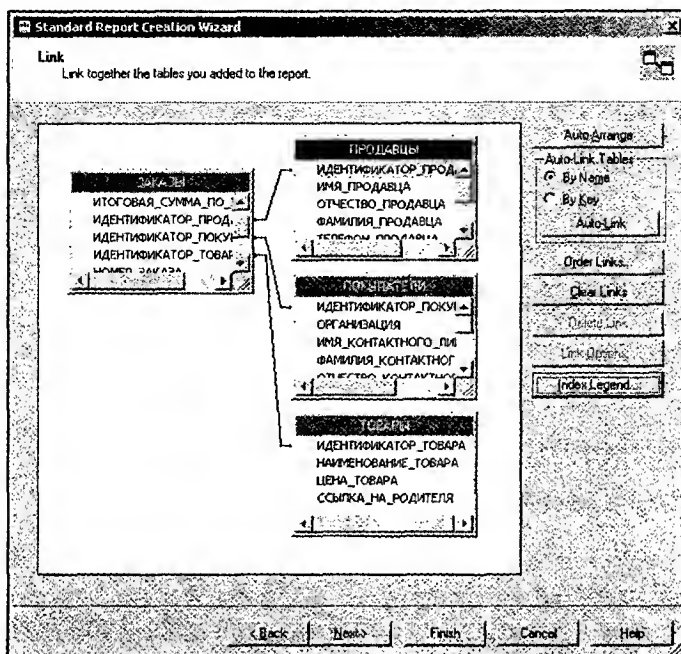 Standard Report Creation Wizard
Link
Link together the tables you added to the report.
ЗАКАЗЫ
ИТОГОВАЯ_СУММА_ПО_
ИДЕНТИФИКАТОР_ПРОД
ИДЕНТИФИКАТОР_ПОКУ
ИДЕНТИФИКАТОР_ТОВАР
НОМЕР_ЗАКАЗА
ПРОДАВЦЫ
ИДЕНТИФИКАТОР_ПРОД
ИМЯ_ПРОДАВЦА
ОТЧЕСТВО_ПРОДАВЦА
ФАМИЛИЯ_ПРОДАВЦА
ТЕЛЕФОН_ПРОДАВЦА
ПОКУПАТЕЛИ
ИДЕНТИФИКАТОР_ПОКУ
ОРГАНИЗАЦИЯ
ИМЯ_КОНТАКТНОГО_ЛИ
ФАМИЛИЯ_КОНТАКТНОГ
ОТЧЕСТВО_КОНТАКТНОГ
ТОВАРЫ
ИДЕНТИФИКАТОР_ТОВАРА
НАИМЕНОВАНИЕ_ТОВАРА
ЦЕНА_ТОВАРА
ССЫЛКА_НА_РОДИТЕЛЯ
Auto-Arrange
Auto-Link Tables
By Name
By Key
Auto-Link
Order Links...
Clear Links
Delete Link
Link Options...
Index Legend...
< Back
Next >
Finish
Cancel
Help